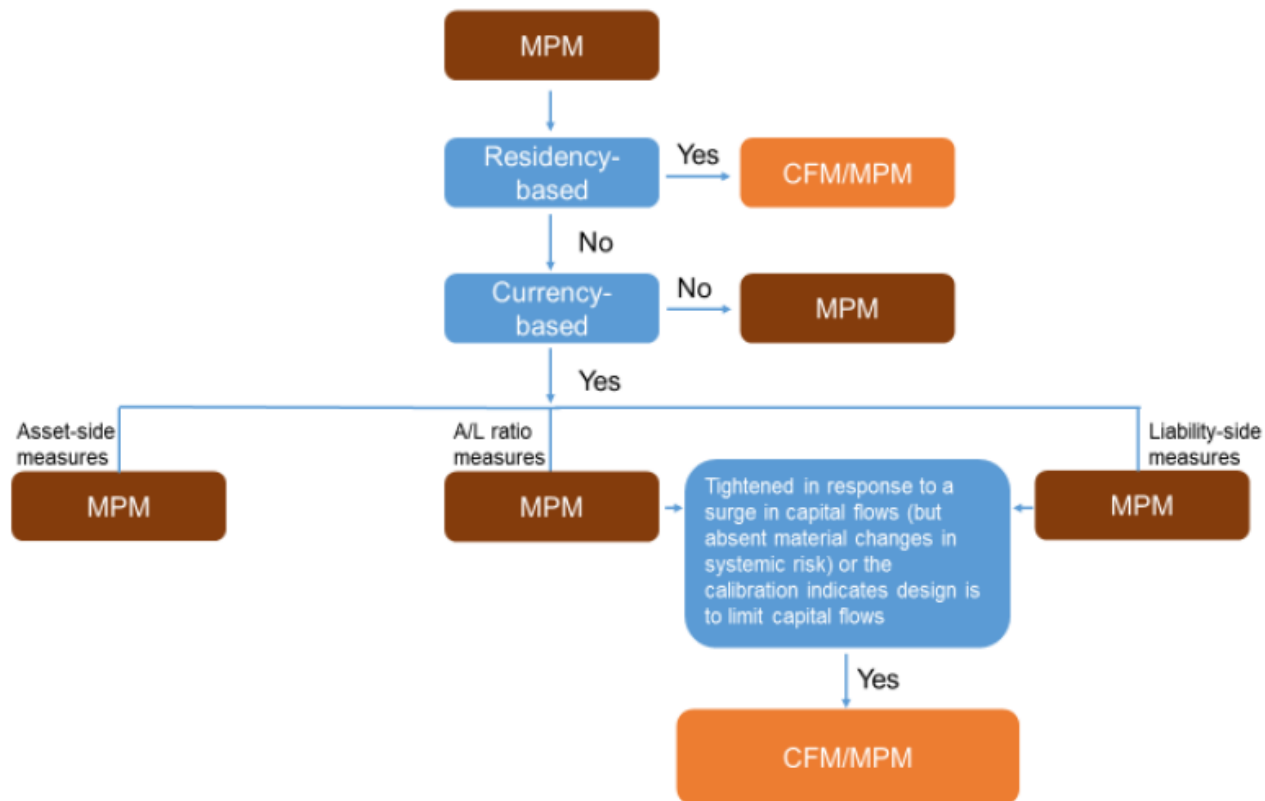 MPM
Residency-
based
Yes
CFM/MPM
No
Currency-
based
No
MPM
Yes
Asset-side
measures
A/L ratio
measures
Liability-side
measures
MPM
MPM
Tightened in response to a
surge in capital flows (but
absent material changes in
systemic risk) or the
calibration indicates design is
to limit capital flows
MPM
Yes
CFM/MPM